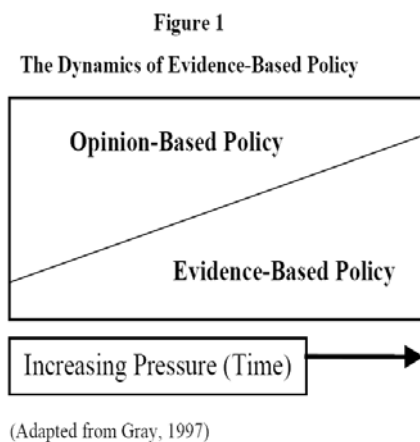 Figure 1
The Dynamics of Evidence-Based Policy
Opinion-Based Policy
Evidence-Based Policy
Increasing Pressure (Time)
(Adapted from Gray, 1997)